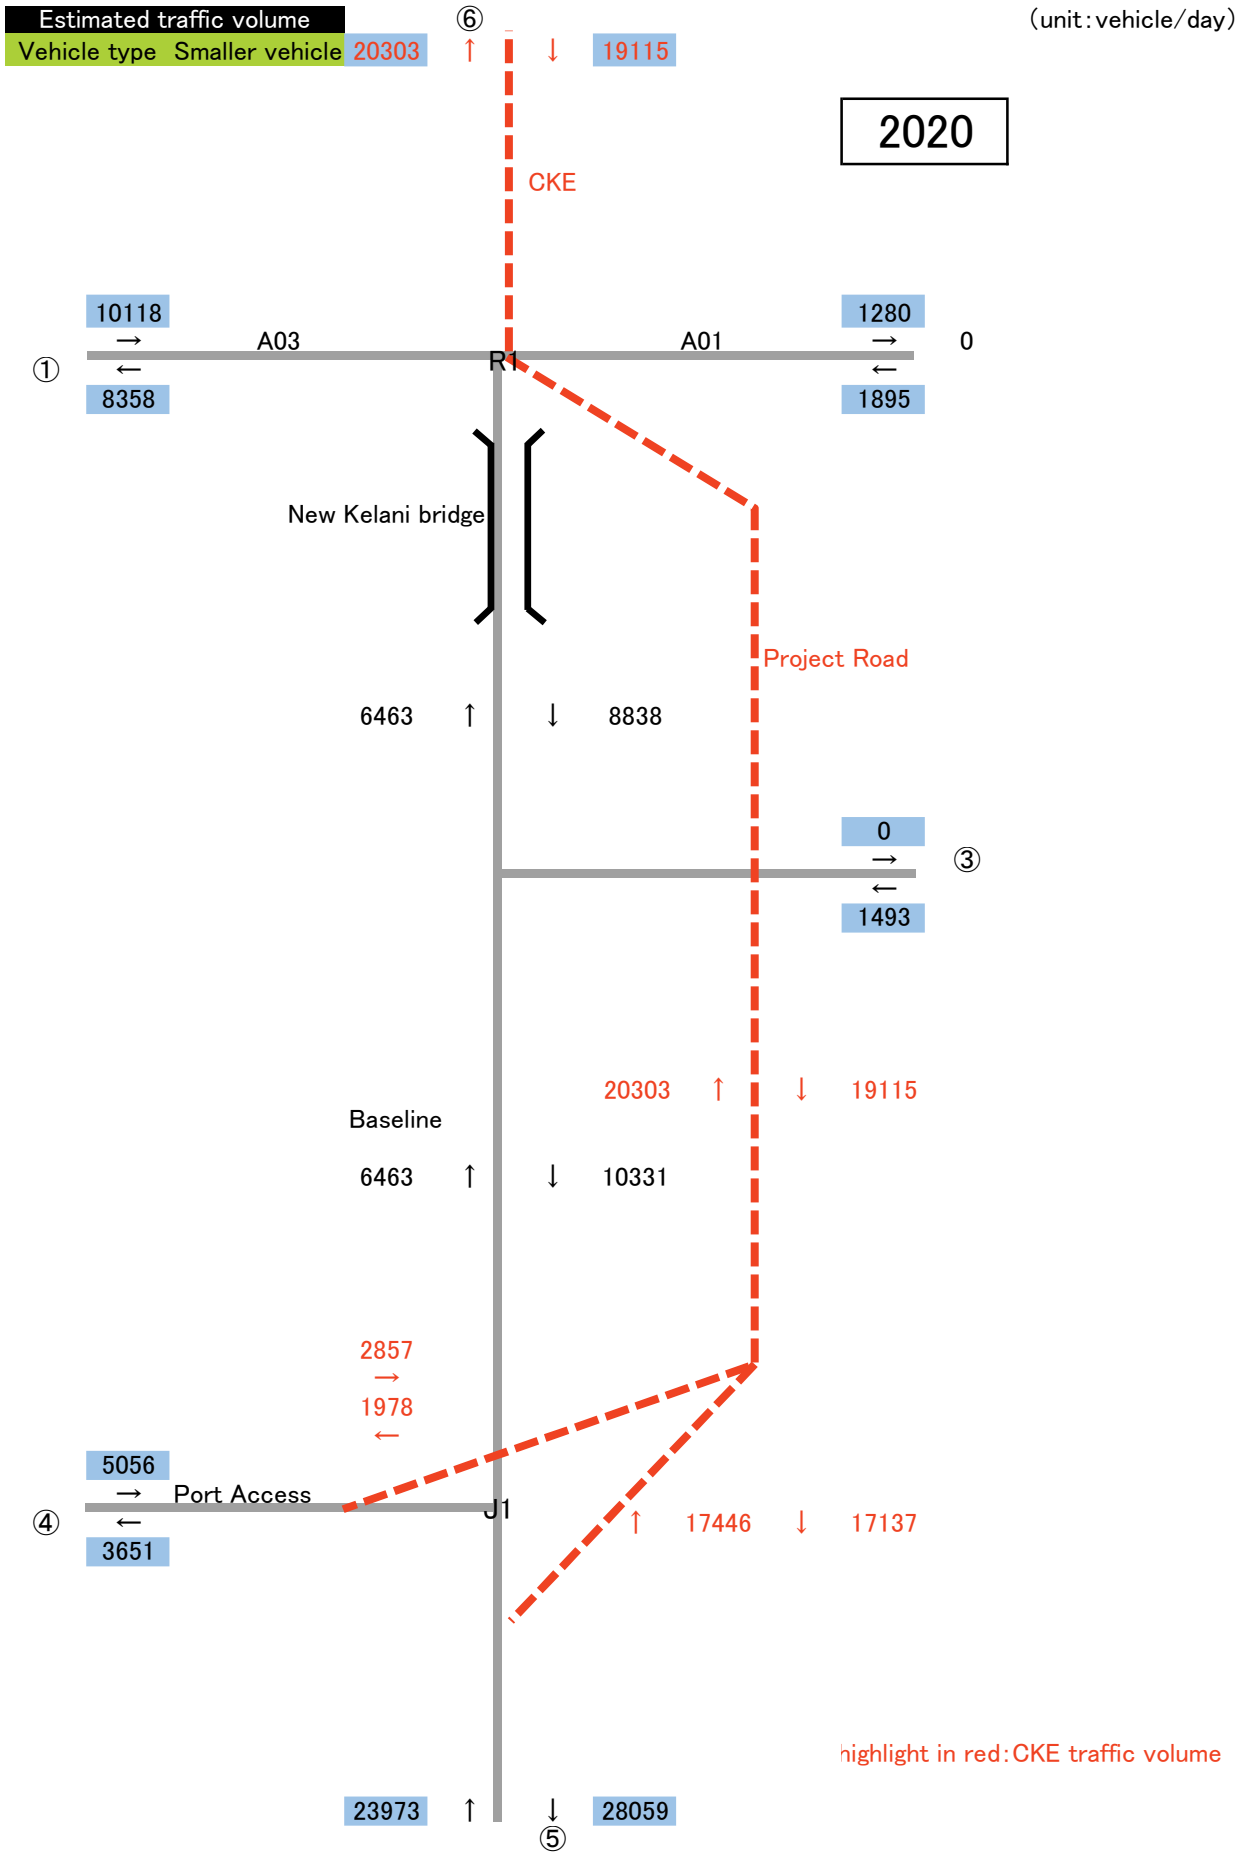 Estimated traffic volume ⑥ (unit:vehicle/day)
Vehicle type Smaller vehicle 20303 ↑ ↓ 19115
2020
CKE
10118 1280
→ A03 A01 → 0
① ← R1 ←
8358 1895
New Kelani bridge
Project Road
6463 ↑ ↓ 8838
0
→ ③
←
1493
20303 ↑ ↓ 19115
Baseline
6463 ↑ ↓ 10331
2857
→
1978
←
5056
→ Port Access J1
④ ← ↑ 17446 ↓ 17137
3651
highlight in red:CKE traffic volume
23973 ↑ ↓ 28059
⑤